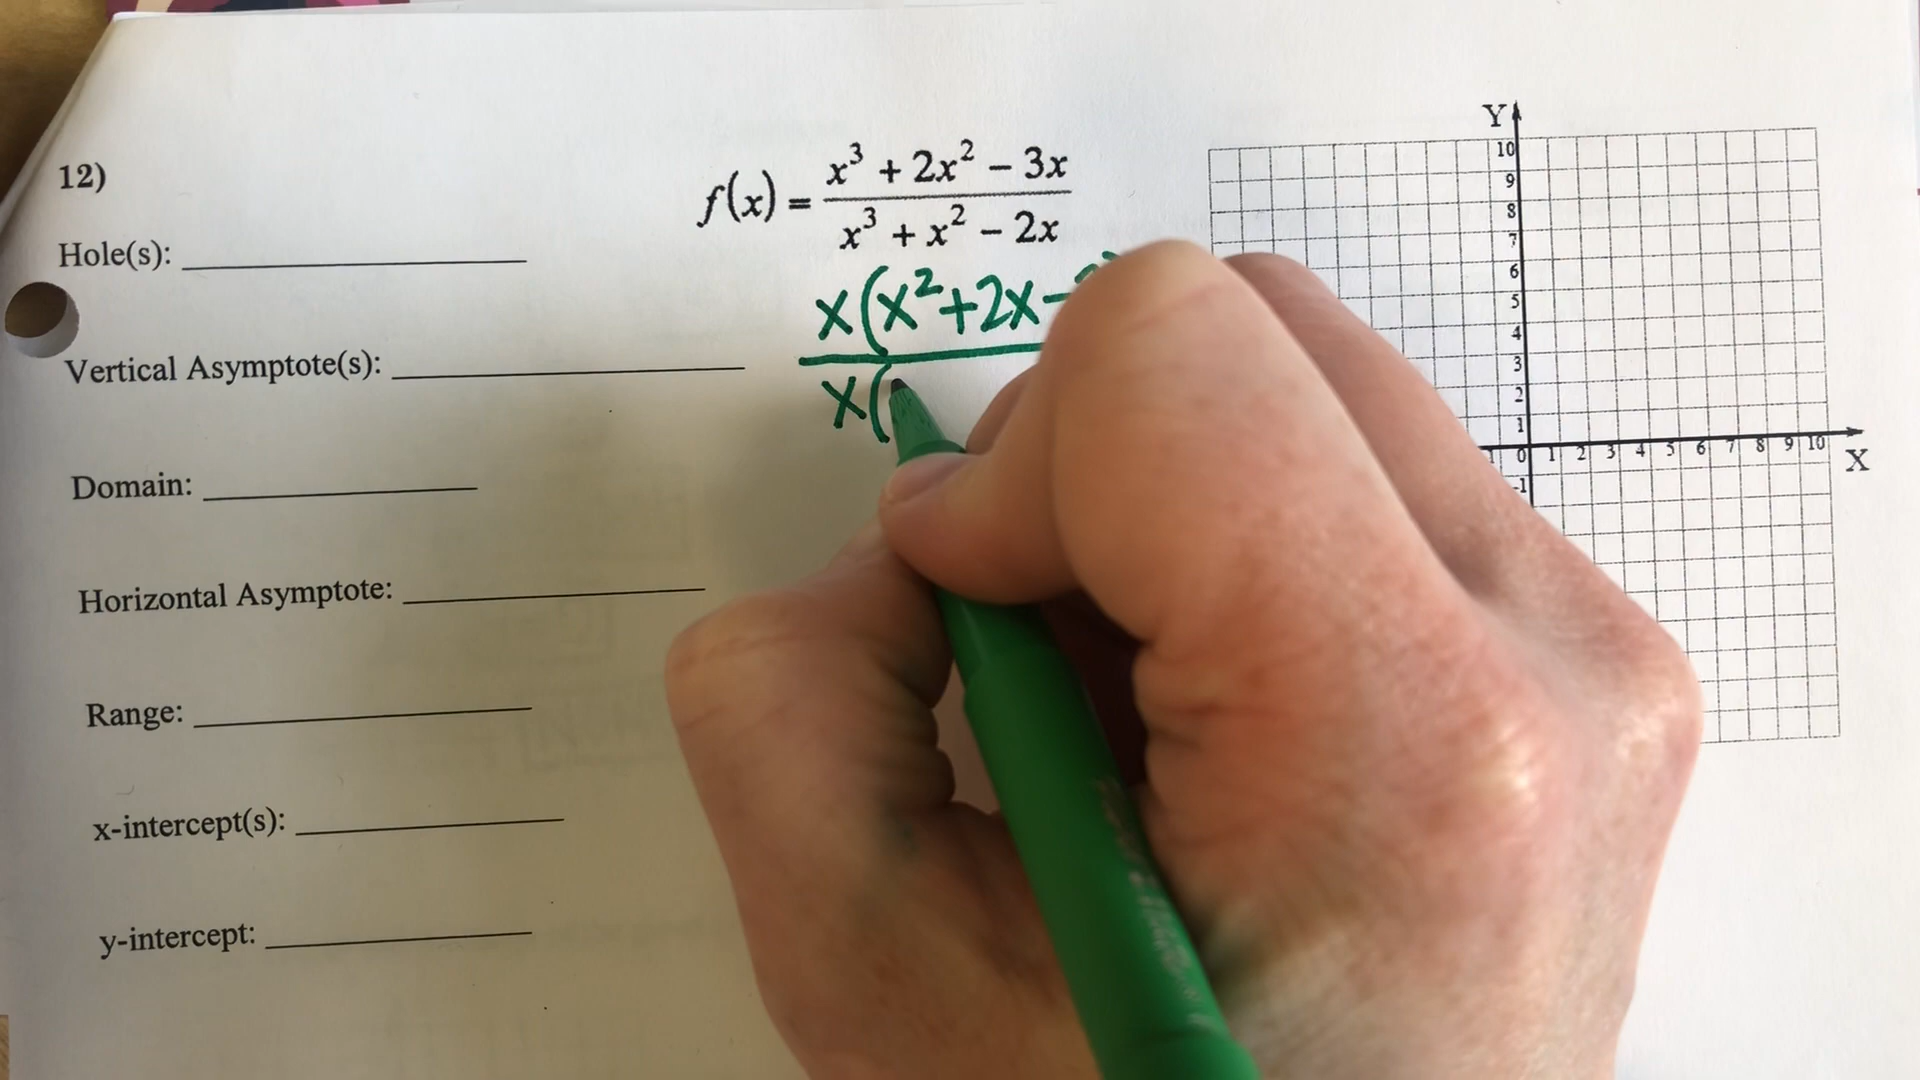 12)
f(x) = x³ + 2x² − 3x
x³ + x² − 2x
Hole(s):
x(x²+2x−
x(
Vertical Asymptote(s):
Domain:
Horizontal Asymptote:
Range:
x-intercept(s):
y-intercept:
Y
10
9
8
7
6
5
4
3
2
1
0 1 2 3 4 5 6 7 8 9 10
X
-1